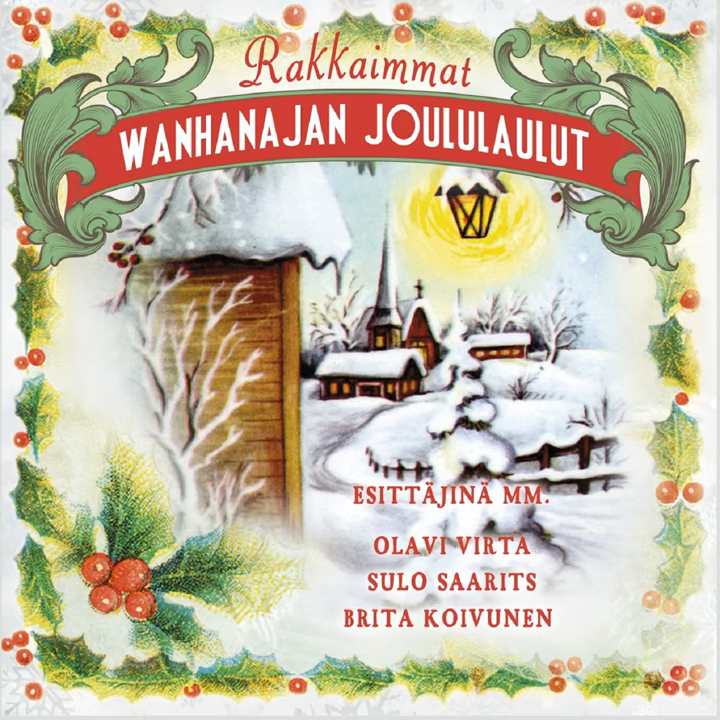 Rakkaimmat
WANHANAJAN JOULULAULUT
ESITTÄJINÄ MM.
OLAVI VIRTA
SULO SAARITS
BRITA KOIVUNEN